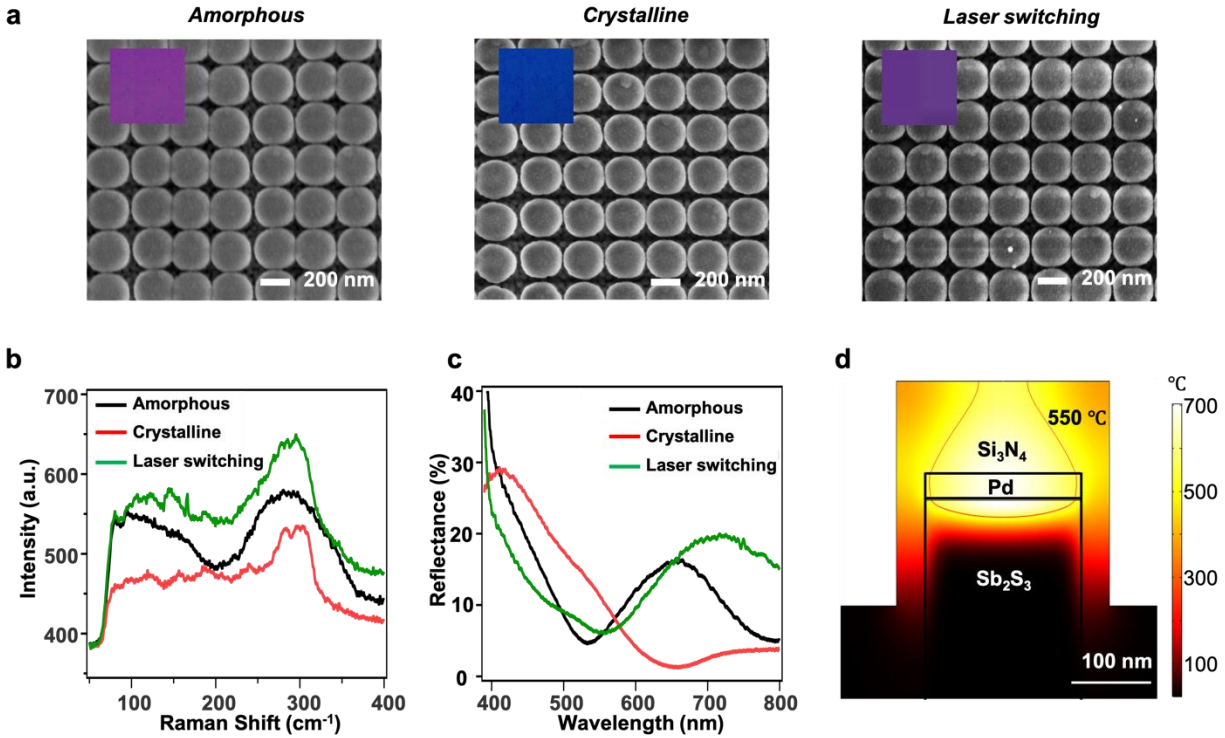 a
Amorphous
Crystalline
Laser switching
200 nm
200 nm
200 nm
b
700
600
500
400
Intensity (a.u.)
Amorphous
Crystalline
Laser switching
100
200
300
400
Raman Shift (cm⁻¹)
c
40
30
20
10
0
Reflectance (%)
Amorphous
Crystalline
Laser switching
400
500
600
700
800
Wavelength (nm)
d
550 ℃
Si₃N₄
Pd
Sb₂S₃
100 nm
℃
700
500
300
100